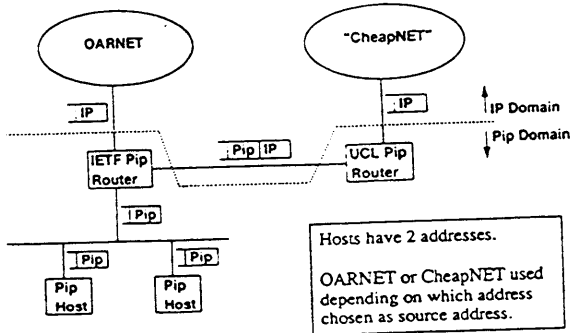 OARNET
"CheapNET"
IP
IP
IP Domain
Pip Domain
Pip IP
IETF Pip
Router
UCL Pip
Router
Pip
Pip
Pip
Pip
Host
Pip
Host
Hosts have 2 addresses.
OARNET or CheapNET used
depending on which address
chosen as source address.